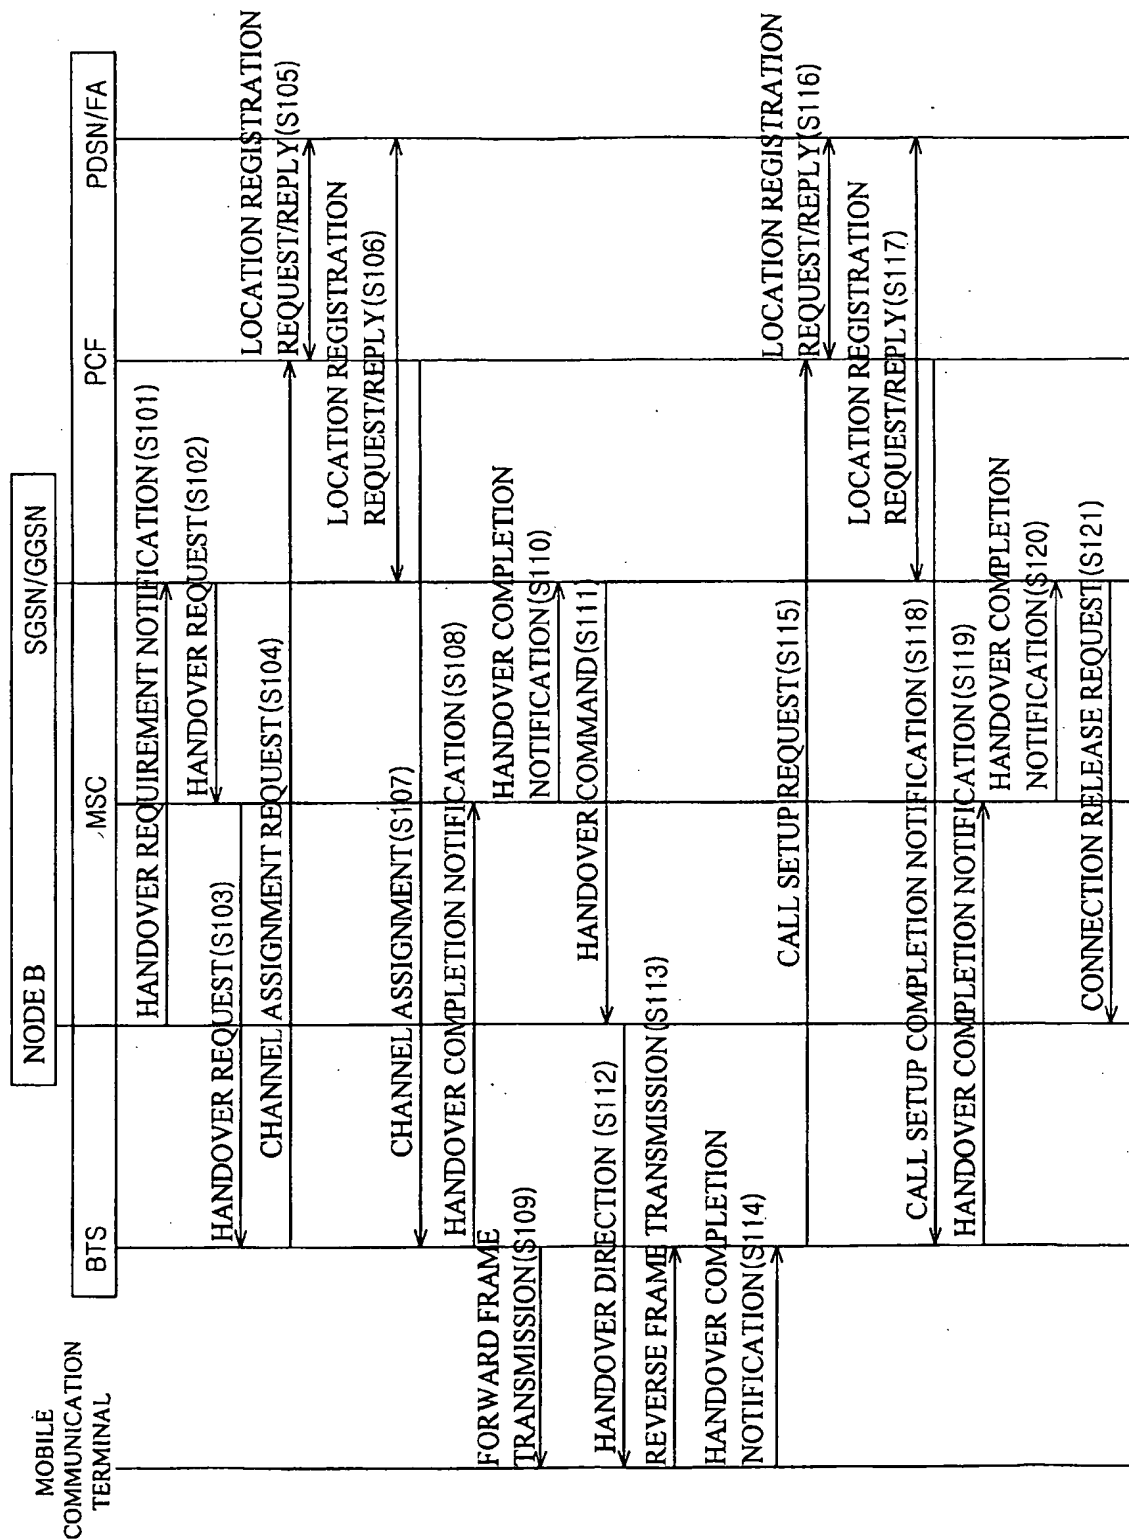 MOBILE
COMMUNICATION
TERMINAL
NODE B
SGSN/GGSN
BTS
MSC
PCF
PDSN/FA
HANDOVER REQUIREMENT NOTIFICATION(S101)
HANDOVER REQUEST(S102)
HANDOVER REQUEST(S103)
CHANNEL ASSIGNMENT REQUEST(S104)
LOCATION REGISTRATION
REQUEST/REPLY(S105)
LOCATION REGISTRATION
REQUEST/REPLY(S106)
CHANNEL ASSIGNMENT(S107)
HANDOVER COMPLETION NOTIFICATION(S108)
FORWARD FRAME
TRANSMISSION(S109)
HANDOVER COMPLETION
NOTIFICATION(S110)
HANDOVER COMMAND(S111)
HANDOVER DIRECTION (S112)
REVERSE FRAME TRANSMISSION(S113)
HANDOVER COMPLETION
NOTIFICATION(S114)
CALL SETUP REQUEST(S115)
LOCATION REGISTRATION
REQUEST/REPLY(S116)
LOCATION REGISTRATION
REQUEST/REPLY(S117)
CALL SETUP COMPLETION NOTIFICATION(S118)
HANDOVER COMPLETION NOTIFICATION(S119)
HANDOVER COMPLETION
NOTIFICATION(S120)
CONNECTION RELEASE REQUEST(S121)